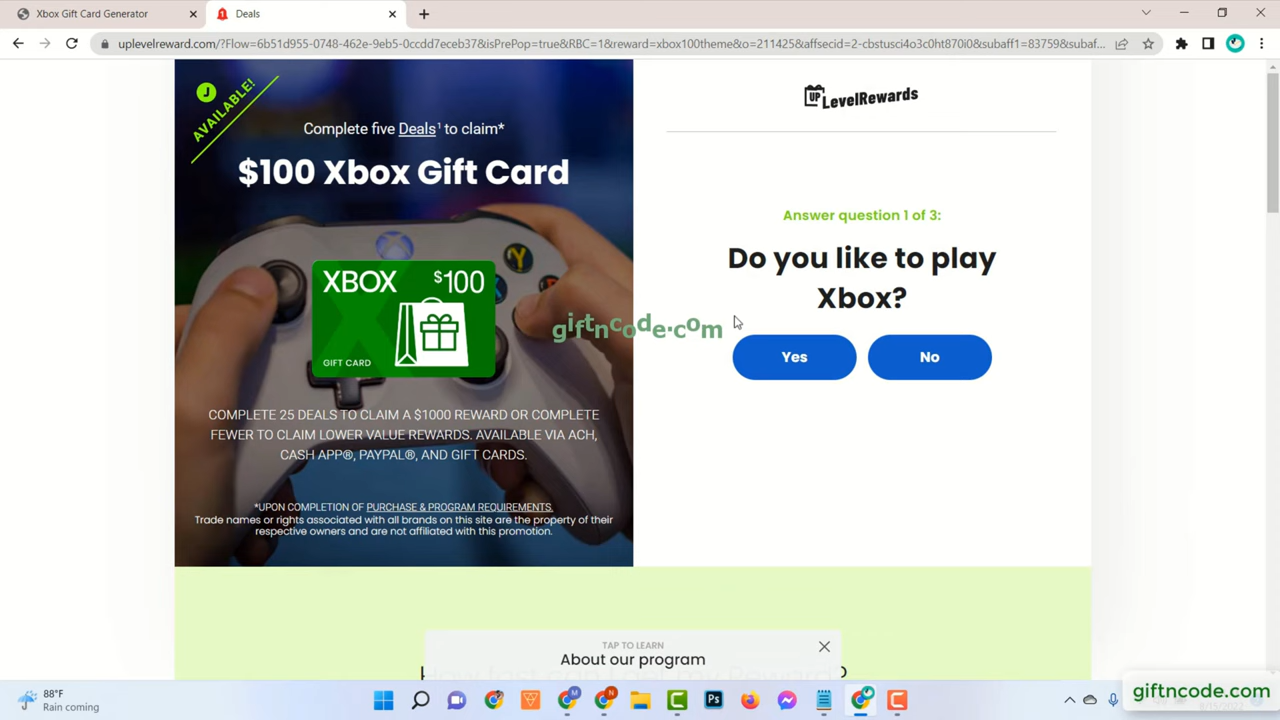 Xbox Gift Card Generator
Deals
uplevelreward.com/?Flow=6b51d955-0748-462e-9eb5-0ccdd7eceb37&isPrePop=true&RBC=1&reward=xbox100theme&o=211425&offsecid=2-cbstusci4o3c0ht870i0&subaff1=83759&subaf...
AVAILABLE!
Complete five Deals¹ to claim*
$100 Xbox Gift Card
XBOX $100
GIFT CARD
Y
B
COMPLETE 25 DEALS TO CLAIM A $1000 REWARD OR COMPLETE
FEWER TO CLAIM LOWER VALUE REWARDS. AVAILABLE VIA ACH,
CASH APP®, PAYPAL®, AND GIFT CARDS.
*UPON COMPLETION OF PURCHASE & PROGRAM REQUIREMENTS.
Trade names or rights associated with all brands on this site are the property of their
respective owners and are not affiliated with this promotion.
UP LevelRewards
Answer question 1 of 3:
Do you like to play
Xbox?
Yes
No
giftncode.com
TAP TO LEARN
About our program
88°F
Rain coming
Ps
giftncode.com